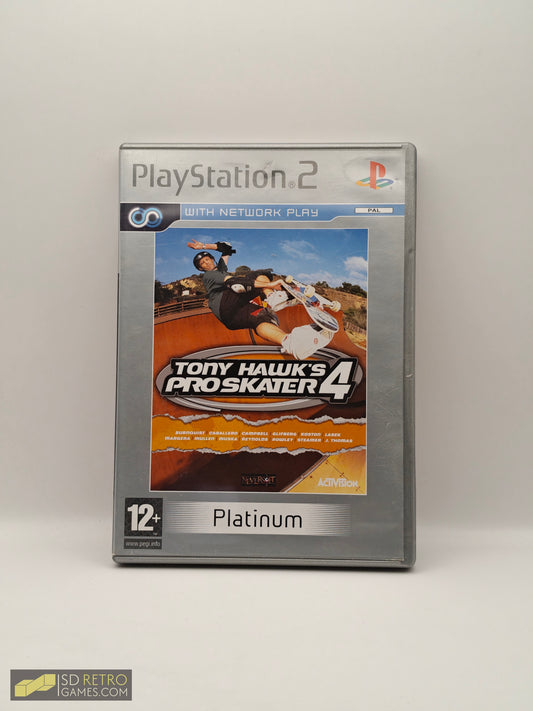 PlayStation®2
WITH NETWORK PLAY
PAL
TONY HAWK'S
PRO SKATER 4
BURNQUIST CABALLERO CAMPBELL GLIFBERG KOSTON LASEK
MARGERA MULLEN MUSKA REYNOLDS ROWLEY STEAMER J. THOMAS
NEVERSOFT
ACTIVISION
12+
www.pegi.info
Platinum
SD RETRO
GAMES.COM